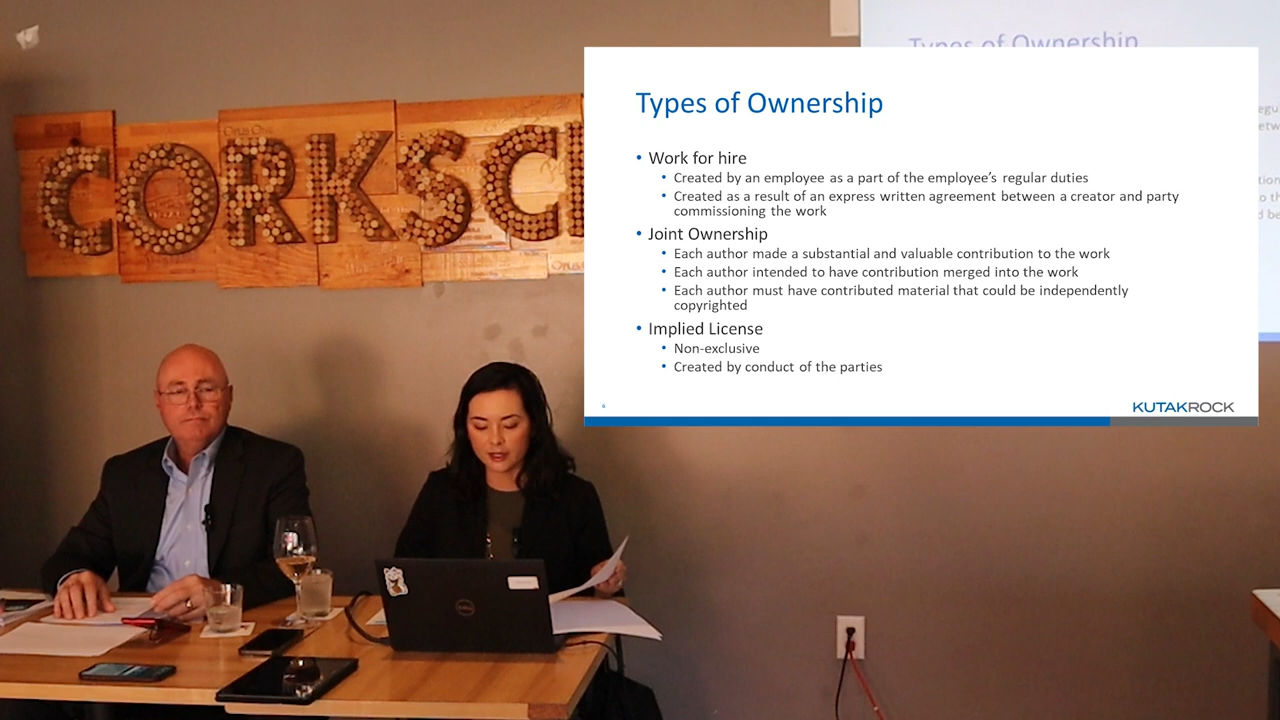 Types of Ownership
CORKSC
Types of Ownership
• Work for hire
• Created by an employee as a part of the employee's regular duties
• Created as a result of an express written agreement between a creator and party
commissioning the work
• Joint Ownership
• Each author made a substantial and valuable contribution to the work
• Each author intended to have contribution merged into the work
• Each author must have contributed material that could be independently
copyrighted
• Implied License
• Non-exclusive
• Created by conduct of the parties
6
KUTAKROCK
DELL